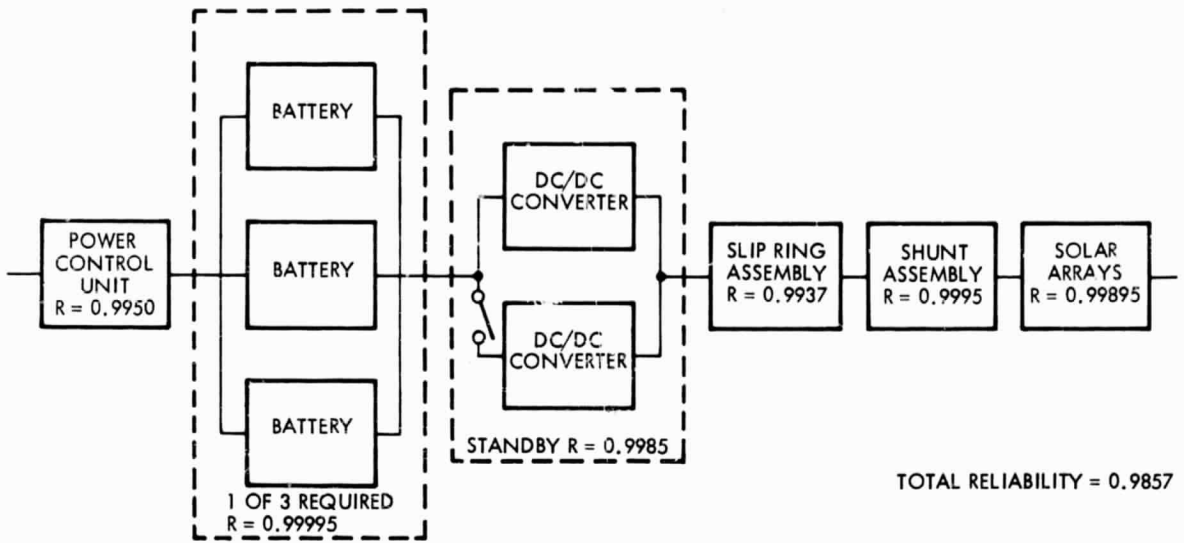 POWER
CONTROL
UNIT
R = 0.9950
BATTERY
BATTERY
BATTERY
1 OF 3 REQUIRED
R = 0.99995
DC/DC
CONVERTER
DC/DC
CONVERTER
STANDBY R = 0.9985
SLIP RING
ASSEMBLY
R = 0.9937
SHUNT
ASSEMBLY
R = 0.9995
SOLAR
ARRAYS
R = 0.99895
TOTAL RELIABILITY = 0.9857